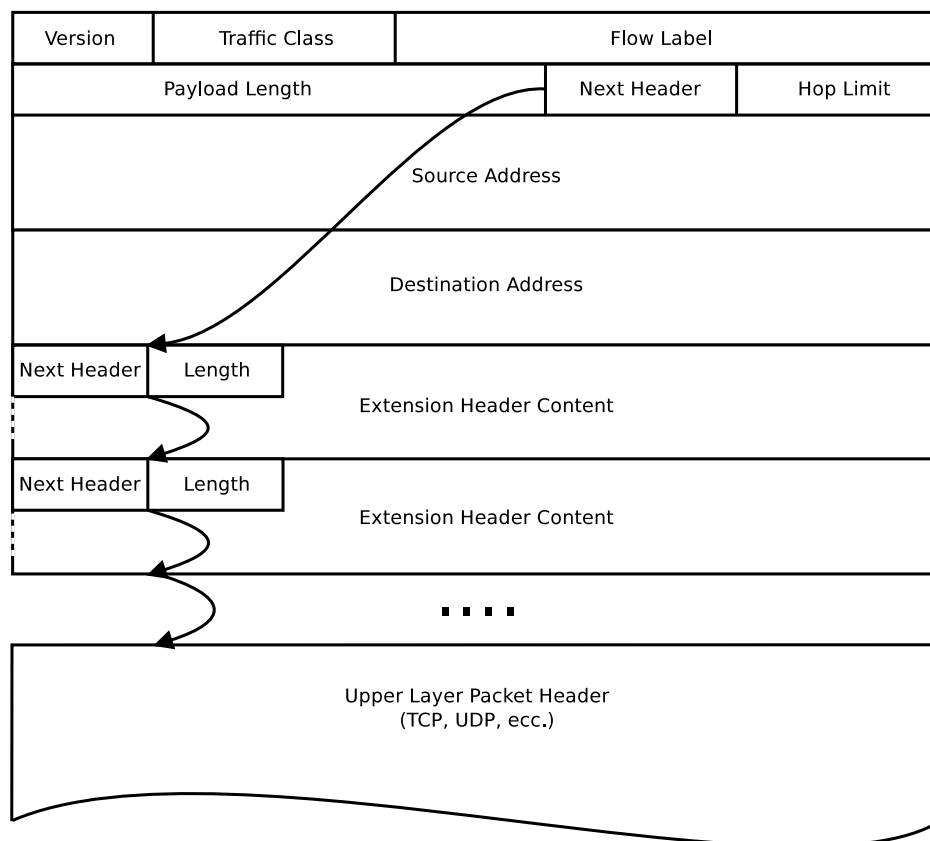 Version Traffic Class Flow Label
Payload Length Next Header Hop Limit
Source Address
Destination Address
Next Header Length
Extension Header Content
Next Header Length
Extension Header Content
....
Upper Layer Packet Header
(TCP, UDP, ecc.)